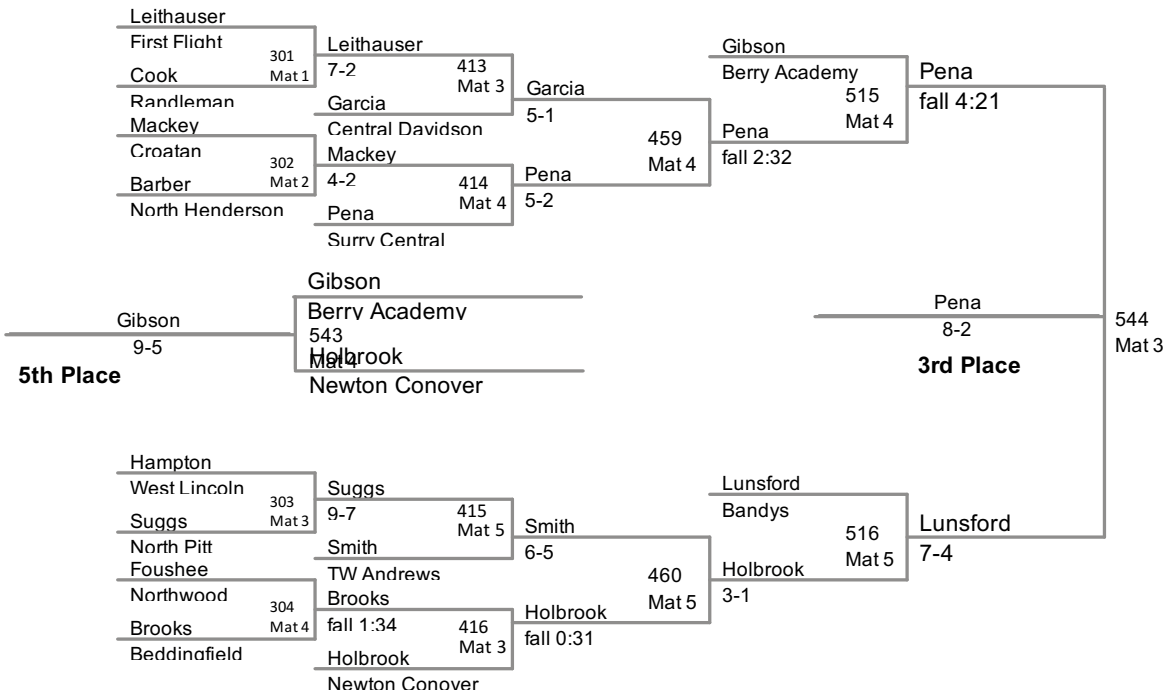 Leithauser
First Flight
301
Mat 1
Cook
Randleman
Leithauser
7-2
413
Mat 3
Garcia
Central Davidson
Mackey
Croatan
302
Mat 2
Barber
North Henderson
Mackey
4-2
414
Mat 4
Pena
Surry Central
Garcia
5-1
459
Mat 4
Pena
5-2
Gibson
Berry Academy
515
Mat 4
Pena
fall 2:32
Pena
fall 4:21
Gibson
9-5
5th Place
Gibson
Berry Academy
543
Mat 4
Holbrook
Newton Conover
Pena
8-2
3rd Place
544
Mat 3
Hampton
West Lincoln
303
Mat 3
Suggs
North Pitt
Suggs
9-7
415
Mat 5
Smith
TW Andrews
Foushee
Northwood
304
Mat 4
Brooks
Beddingfield
Brooks
fall 1:34
416
Mat 3
Holbrook
Newton Conover
Smith
6-5
460
Mat 5
Holbrook
fall 0:31
Lunsford
Bandys
516
Mat 5
Holbrook
3-1
Lunsford
7-4